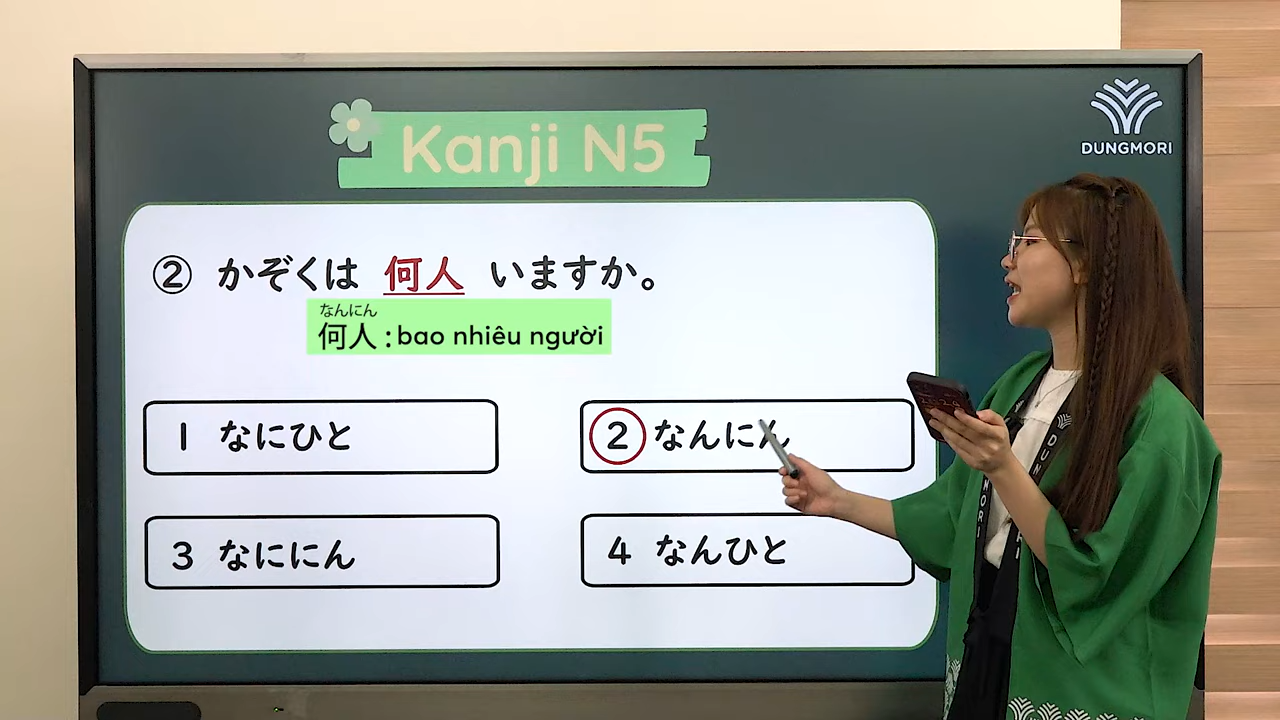 Kanji N5
DUNGMORI
② かぞくは 何人 いますか。
なんにん
何人 : bao nhiêu người
1 なにひと
② なんにん
3 なににん
4 なんひと